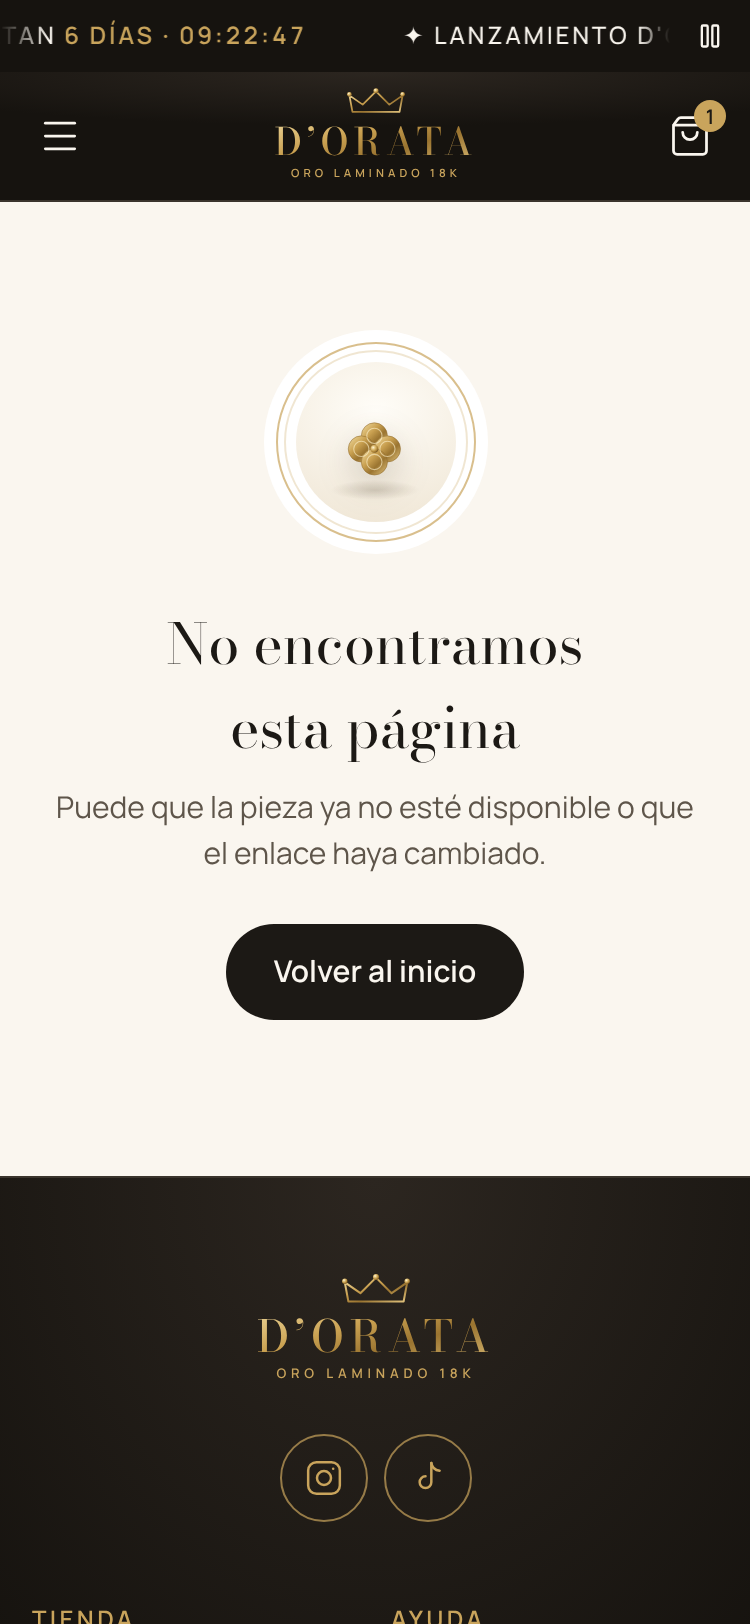 TAN 6 DÍAS · 09:22:47 ✦ LANZAMIENTO D'
1
D’ORATA
ORO LAMINADO 18K
No encontramos
esta página
Puede que la pieza ya no esté disponible o que
el enlace haya cambiado.
Volver al inicio
D’ORATA
ORO LAMINADO 18K
TIENDA AYUDA